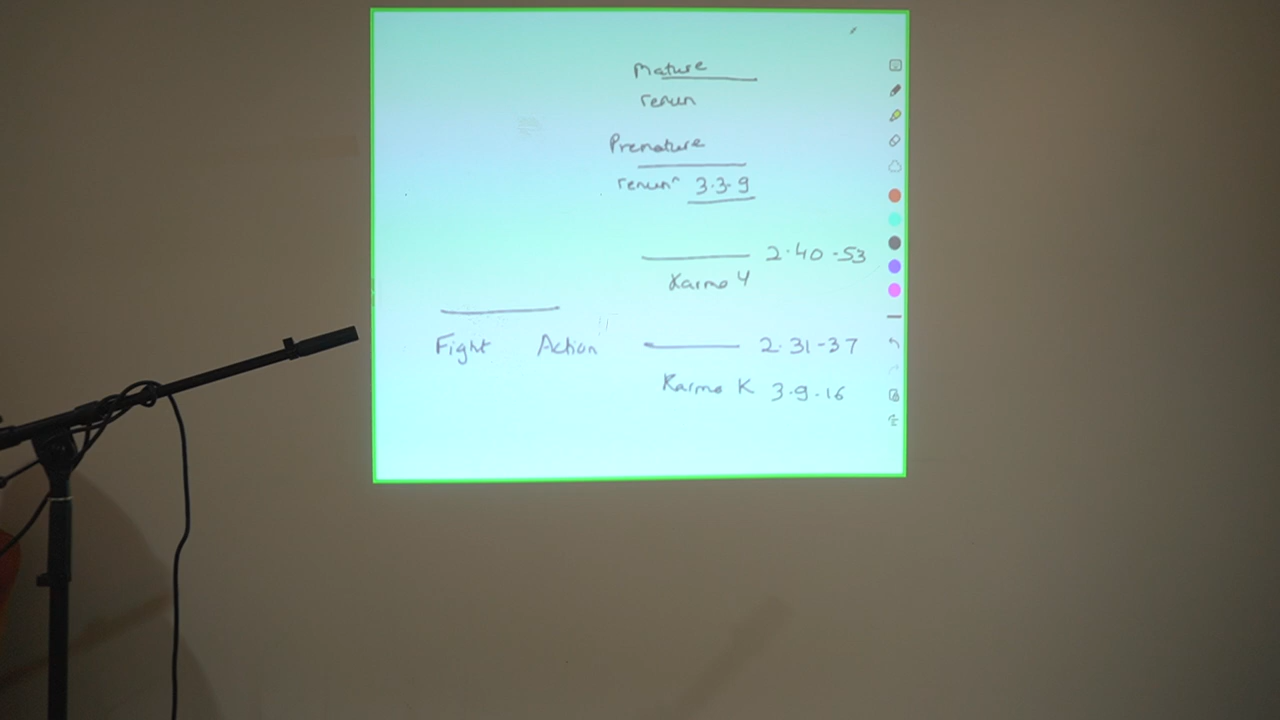 Mature
renun
Premature
renunⁿ 3.3-9
2.40-53
Karma Y
Fight Action 2.31-37
Karma K 3.9-16